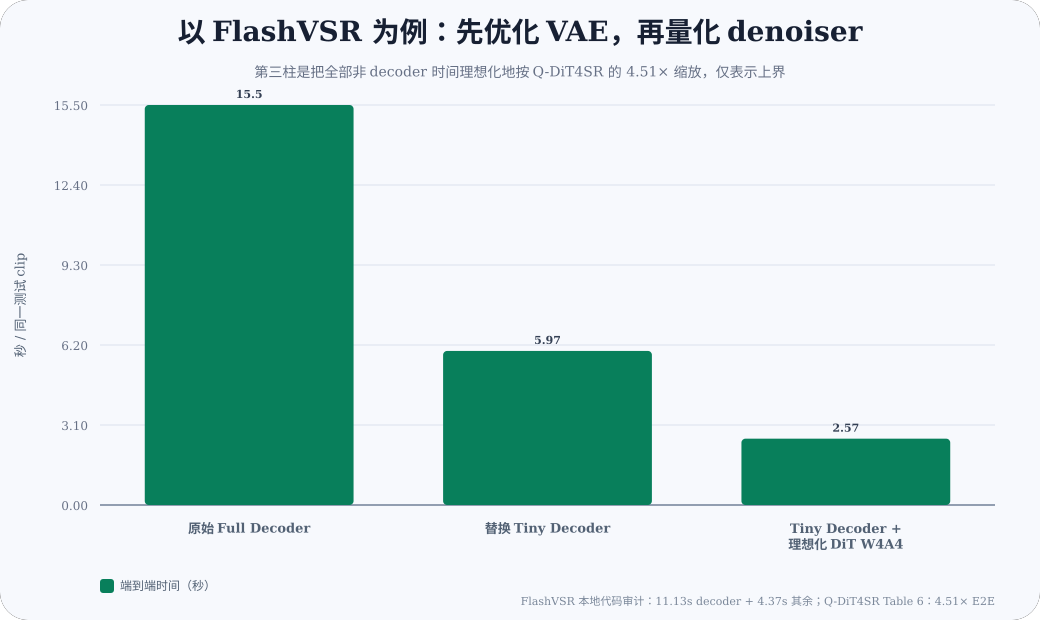 以 FlashVSR 为例：先优化 VAE，再量化 denoiser
第三柱是把全部非 decoder 时间理想化地按 Q-DiT4SR 的 4.51× 缩放，仅表示上界
15.5
15.50
12.40
9.30
6.20
3.10
0.00
秒 / 同一测试 clip
5.97
2.57
原始 Full Decoder
替换 Tiny Decoder
Tiny Decoder +
理想化 DiT W4A4
端到端时间（秒）
FlashVSR 本地代码审计：11.13s decoder + 4.37s 其余；Q-DiT4SR Table 6：4.51× E2E